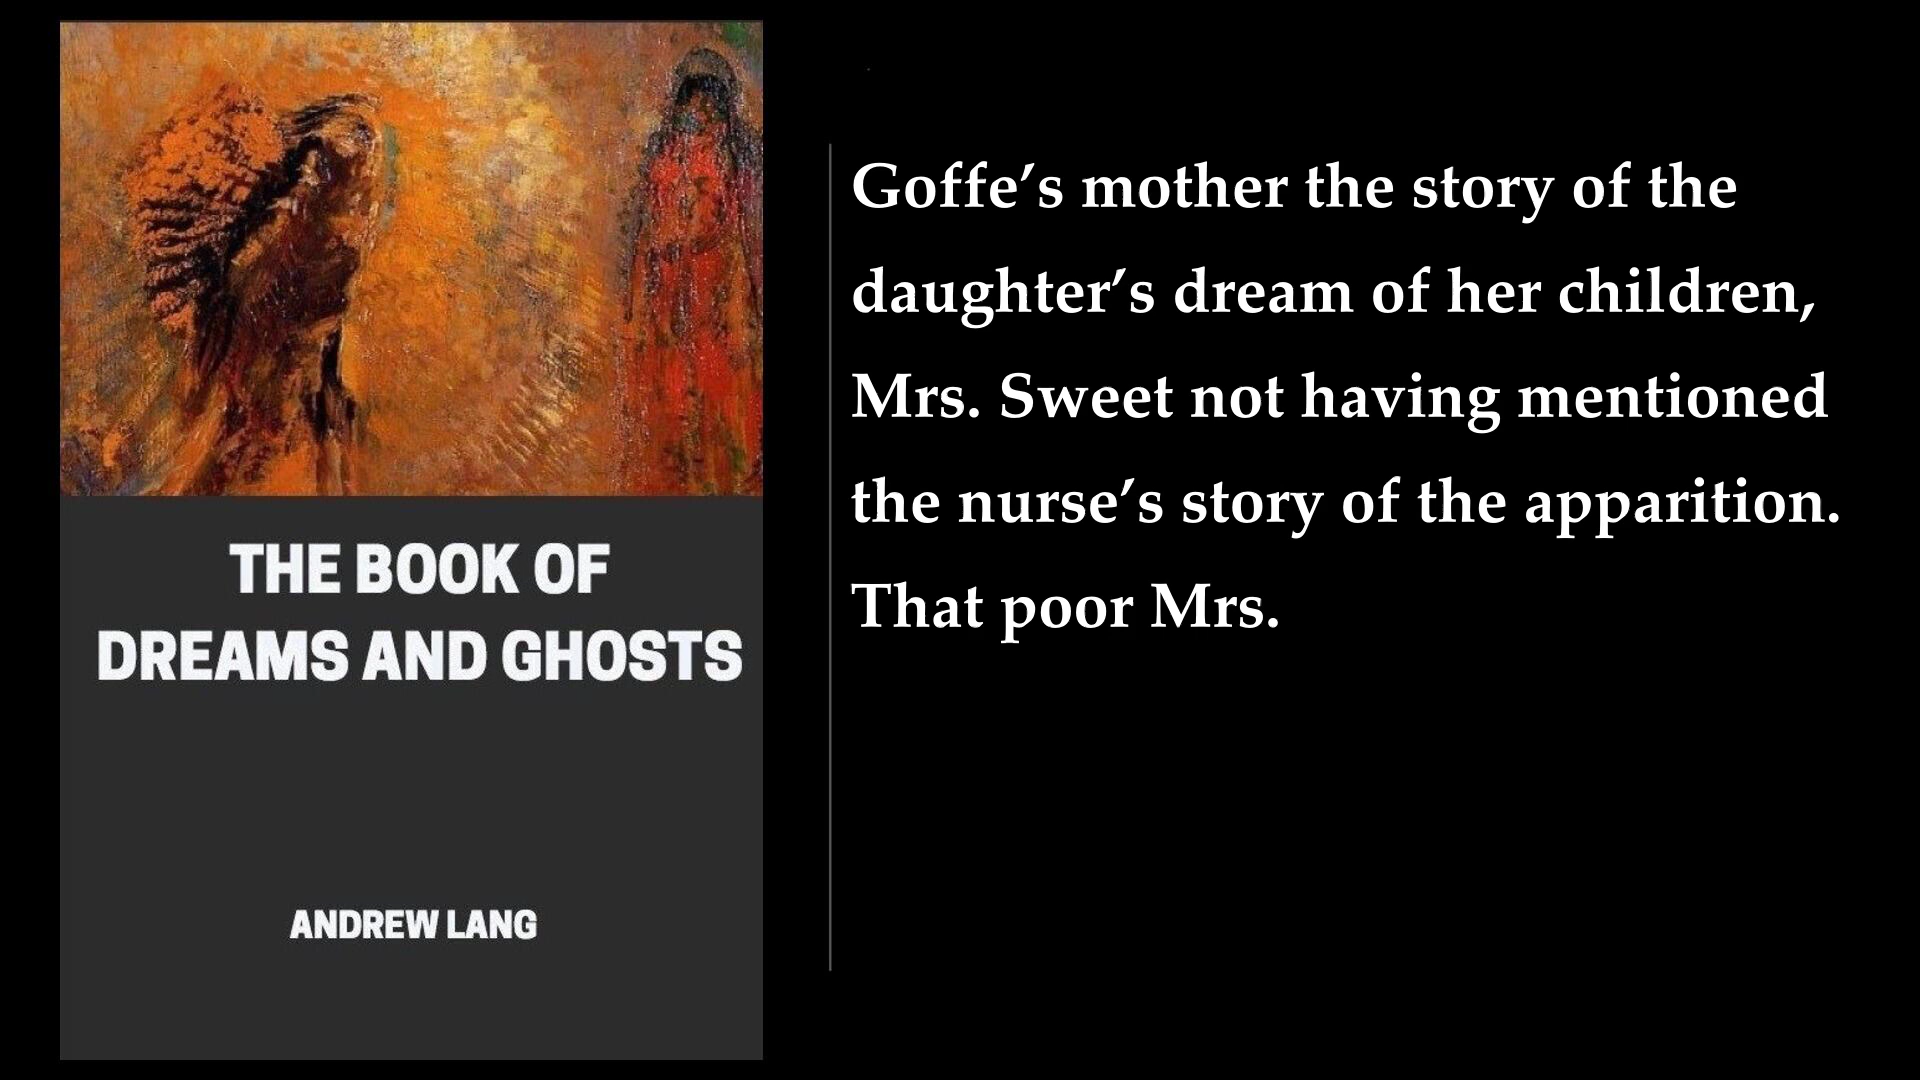 THE BOOK OF
DREAMS AND GHOSTS
ANDREW LANG
Goffe’s mother the story of the
daughter’s dream of her children,
Mrs. Sweet not having mentioned
the nurse’s story of the apparition.
That poor Mrs.